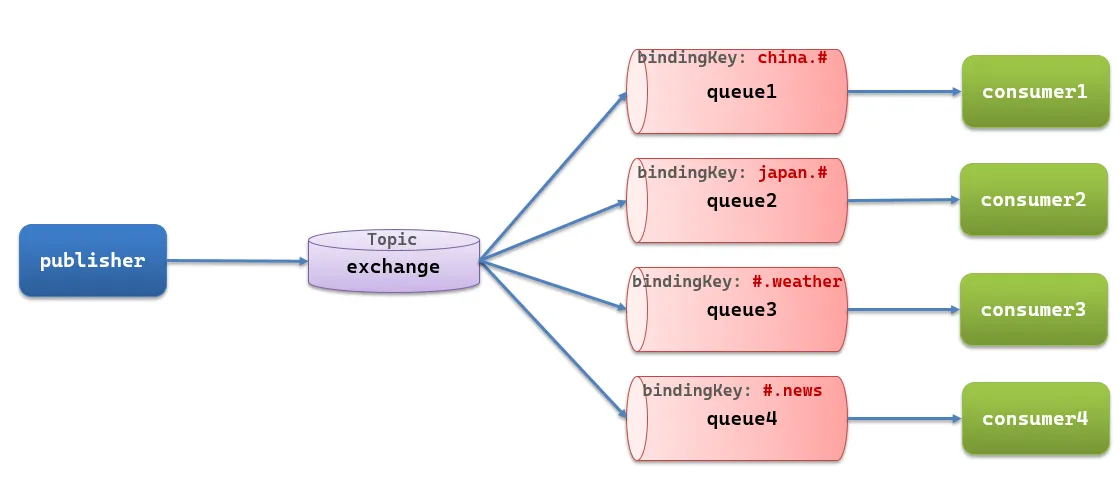 bindingKey: china.#
queue1
consumer1
bindingKey: japan.#
queue2
consumer2
publisher
Topic
exchange
bindingKey: #.weather
queue3
consumer3
bindingKey: #.news
queue4
consumer4